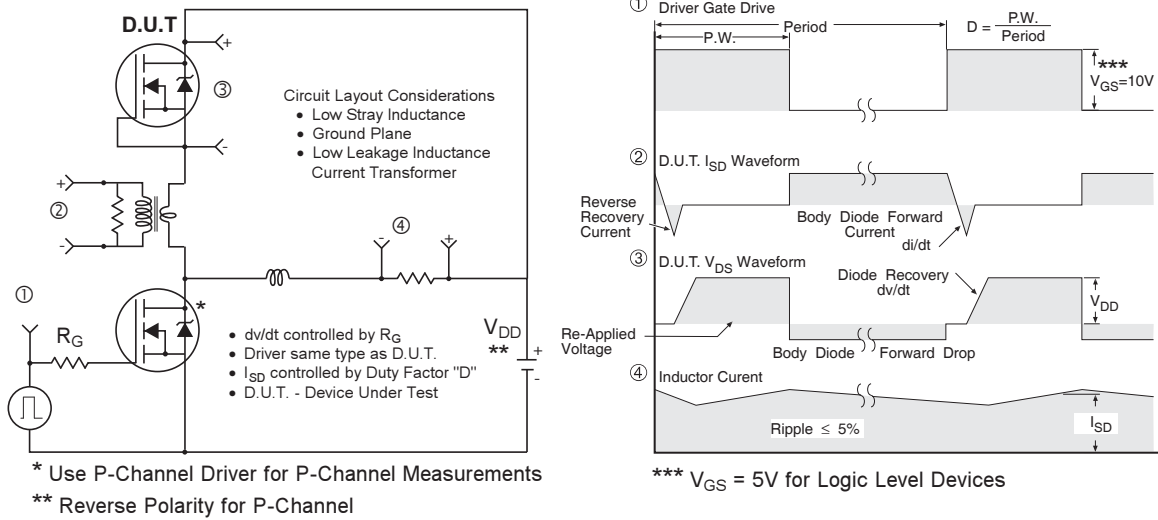 D.U.T
+
③
-
Circuit Layout Considerations
• Low Stray Inductance
• Ground Plane
• Low Leakage Inductance
Current Transformer
+
②
-
④
-
+
①
R_G
*
• dv/dt controlled by R_G
• Driver same type as D.U.T.
• I_SD controlled by Duty Factor "D"
• D.U.T. - Device Under Test
V_DD
**
+
-
* Use P-Channel Driver for P-Channel Measurements
** Reverse Polarity for P-Channel
① Driver Gate Drive
P.W.
Period
D = P.W. / Period
***
V_GS=10V
② D.U.T. I_SD Waveform
Reverse
Recovery
Current
Body Diode Forward
Current
di/dt
③ D.U.T. V_DS Waveform
Diode Recovery
dv/dt
V_DD
Re-Applied
Voltage
Body Diode Forward Drop
④ Inductor Curent
Ripple ≤ 5%
I_SD
*** V_GS = 5V for Logic Level Devices